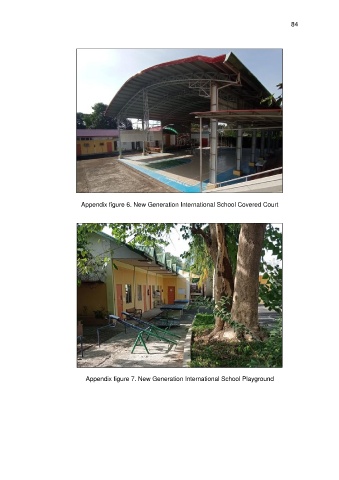 84
Appendix figure 6. New Generation International School Covered Court
Appendix figure 7. New Generation International School Playground